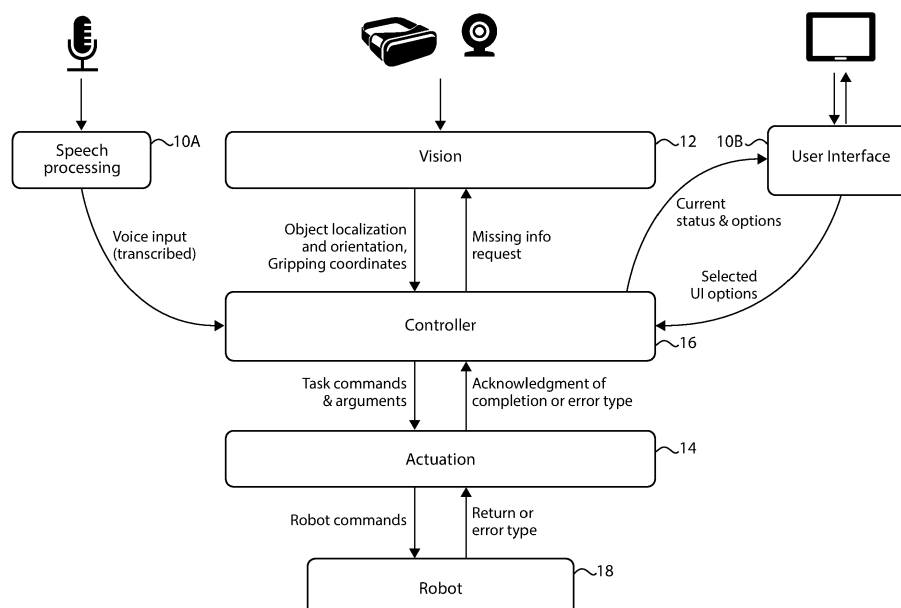 Speech
processing
10A
Vision
12
10B
User Interface
Voice input
(transcribed)
Object localization
and orientation,
Gripping coordinates
Missing info
request
Current
status & options
Selected
UI options
Controller
16
Task commands
& arguments
Acknowledgment of
completion or error type
Actuation
14
Robot commands
Return or
error type
Robot
18